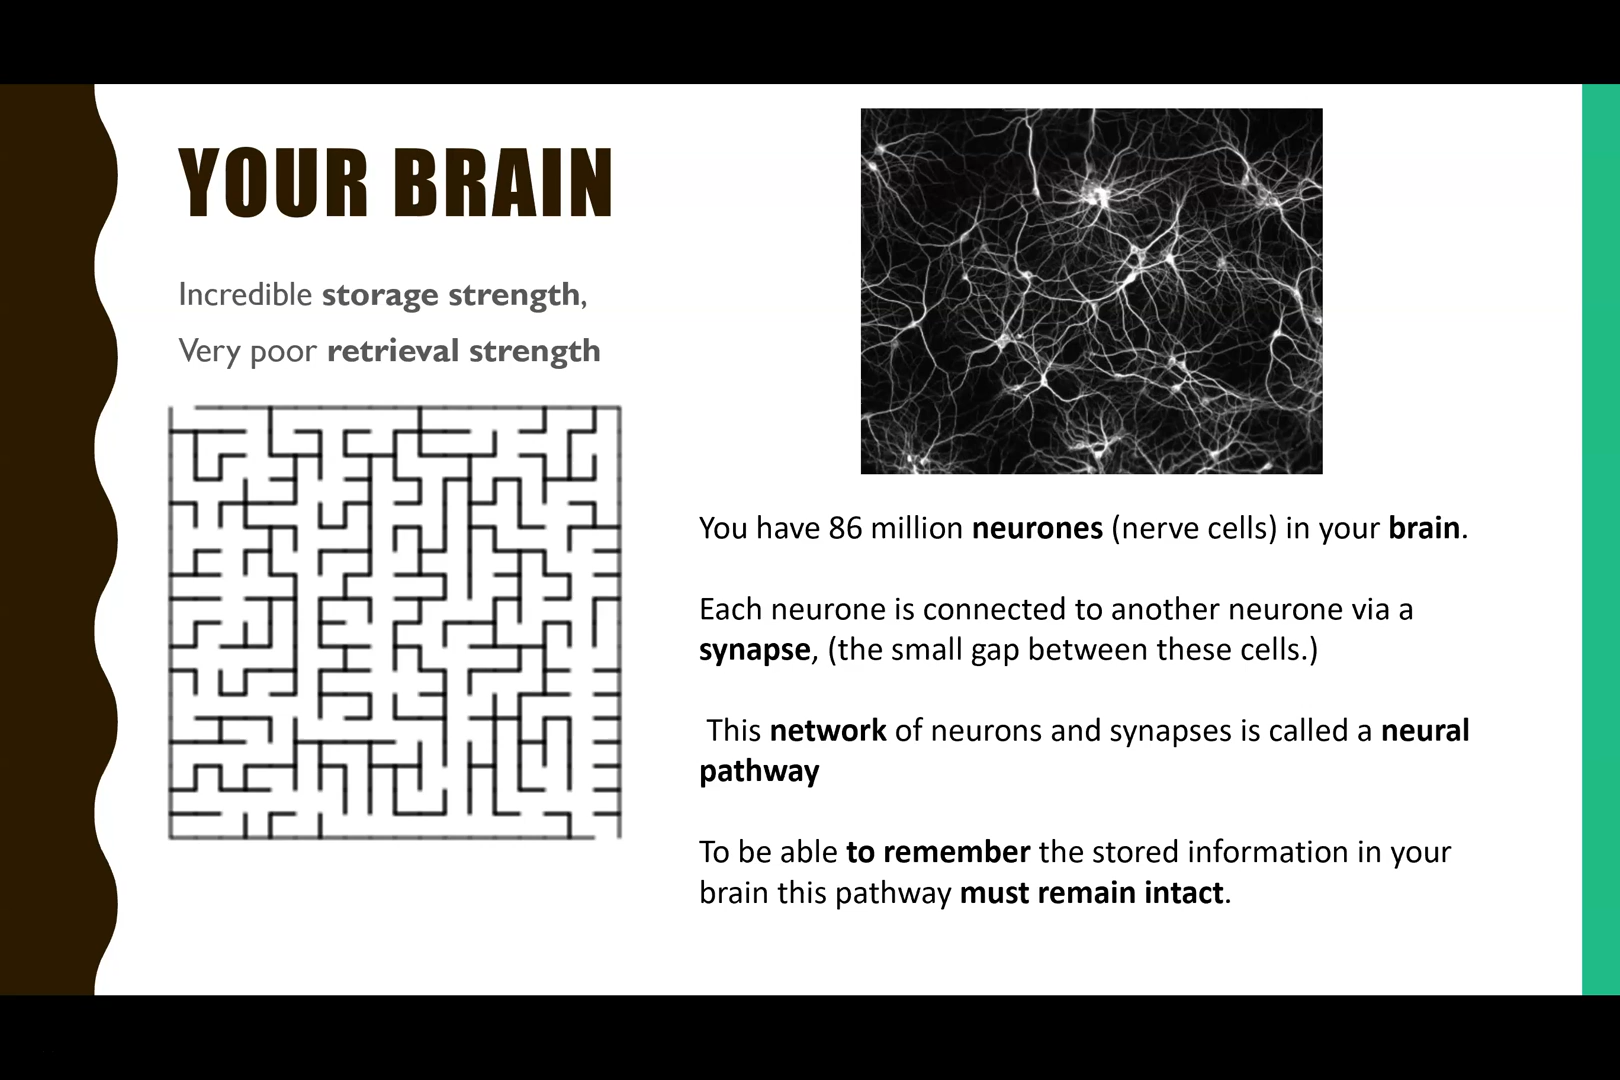 YOUR BRAIN
Incredible storage strength,
Very poor retrieval strength
You have 86 million neurones (nerve cells) in your brain.
Each neurone is connected to another neurone via a
synapse, (the small gap between these cells.)
This network of neurons and synapses is called a neural
pathway
To be able to remember the stored information in your
brain this pathway must remain intact.